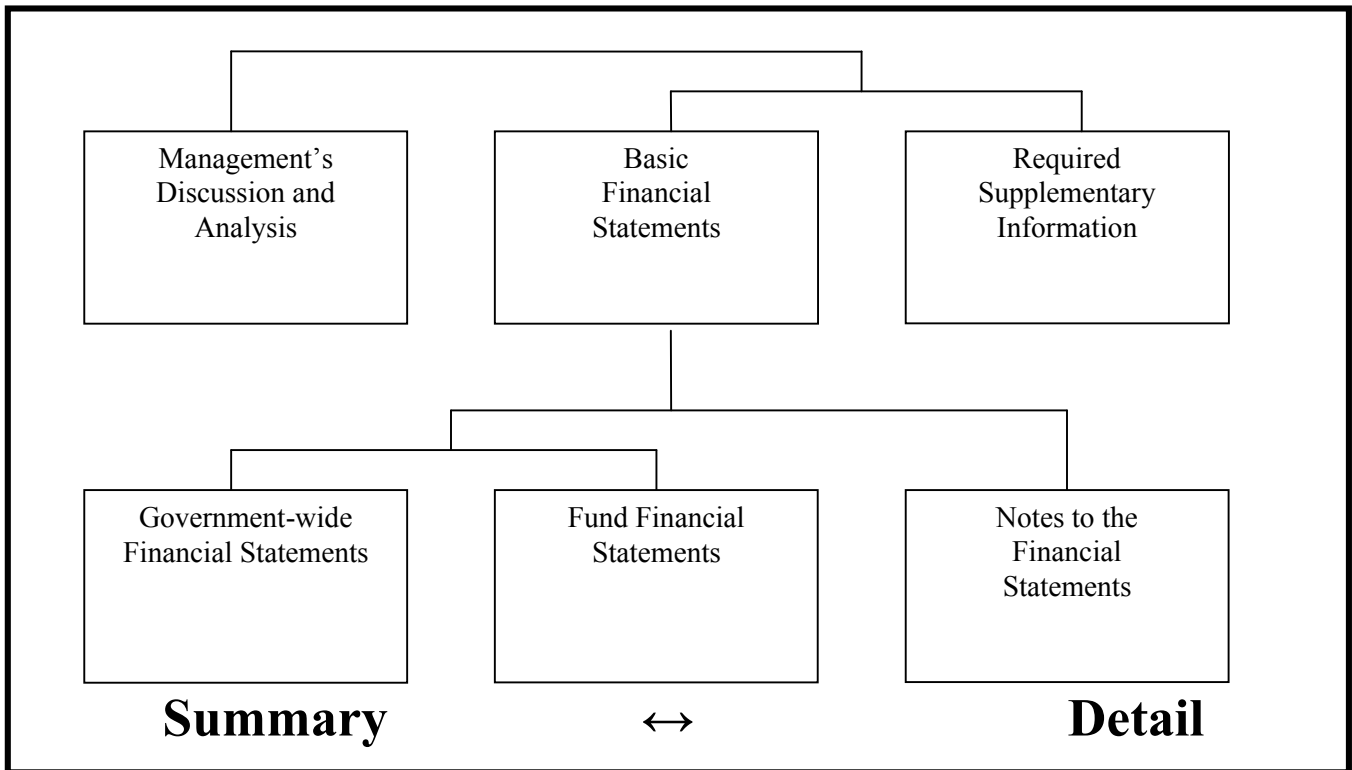 Management’s
Discussion and
Analysis
Basic
Financial
Statements
Required
Supplementary
Information
Government-wide
Financial Statements
Fund Financial
Statements
Notes to the
Financial
Statements
Summary ↔ Detail